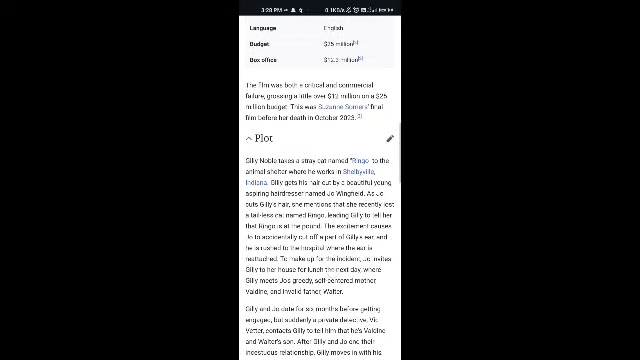 3:28 PM
0.1KB/s
Language English
Budget $25 million[2]
Box office $12.3 million[2]
The film was both a critical and commercial
failure, grossing a little over $12 million on a $25
million budget. This was Suzanne Somers' final
film before her death in October 2023.
Plot
Gilly Noble takes a stray cat named "Ringo" to the
animal shelter where he works in Shelbyville,
Indiana. Gilly gets his hair cut by a beautiful young
aspiring hairdresser named Jo Wingfield. As Jo
cuts Gilly's hair, she mentions that she recently lost
a tail-less cat named Ringo, leading Gilly to tell her
that Ringo is at the pound. The excitement causes
Jo to accidentally cut off a part of Gilly's ear, and
he is rushed to the hospital where the ear is
reattached. To make up for the incident, Jo invites
Gilly to her house for lunch the next day, where
Gilly meets Jo's greedy, self-centered mother,
Valdine, and invalid father, Walter.
Gilly and Jo date for six months before getting
engaged, but suddenly a private detective, Vic
Vetter, contacts Gilly to tell him that he's Valdine
and Walter's son. After Gilly and Jo end their
incestuous relationship, Gilly moves in with his